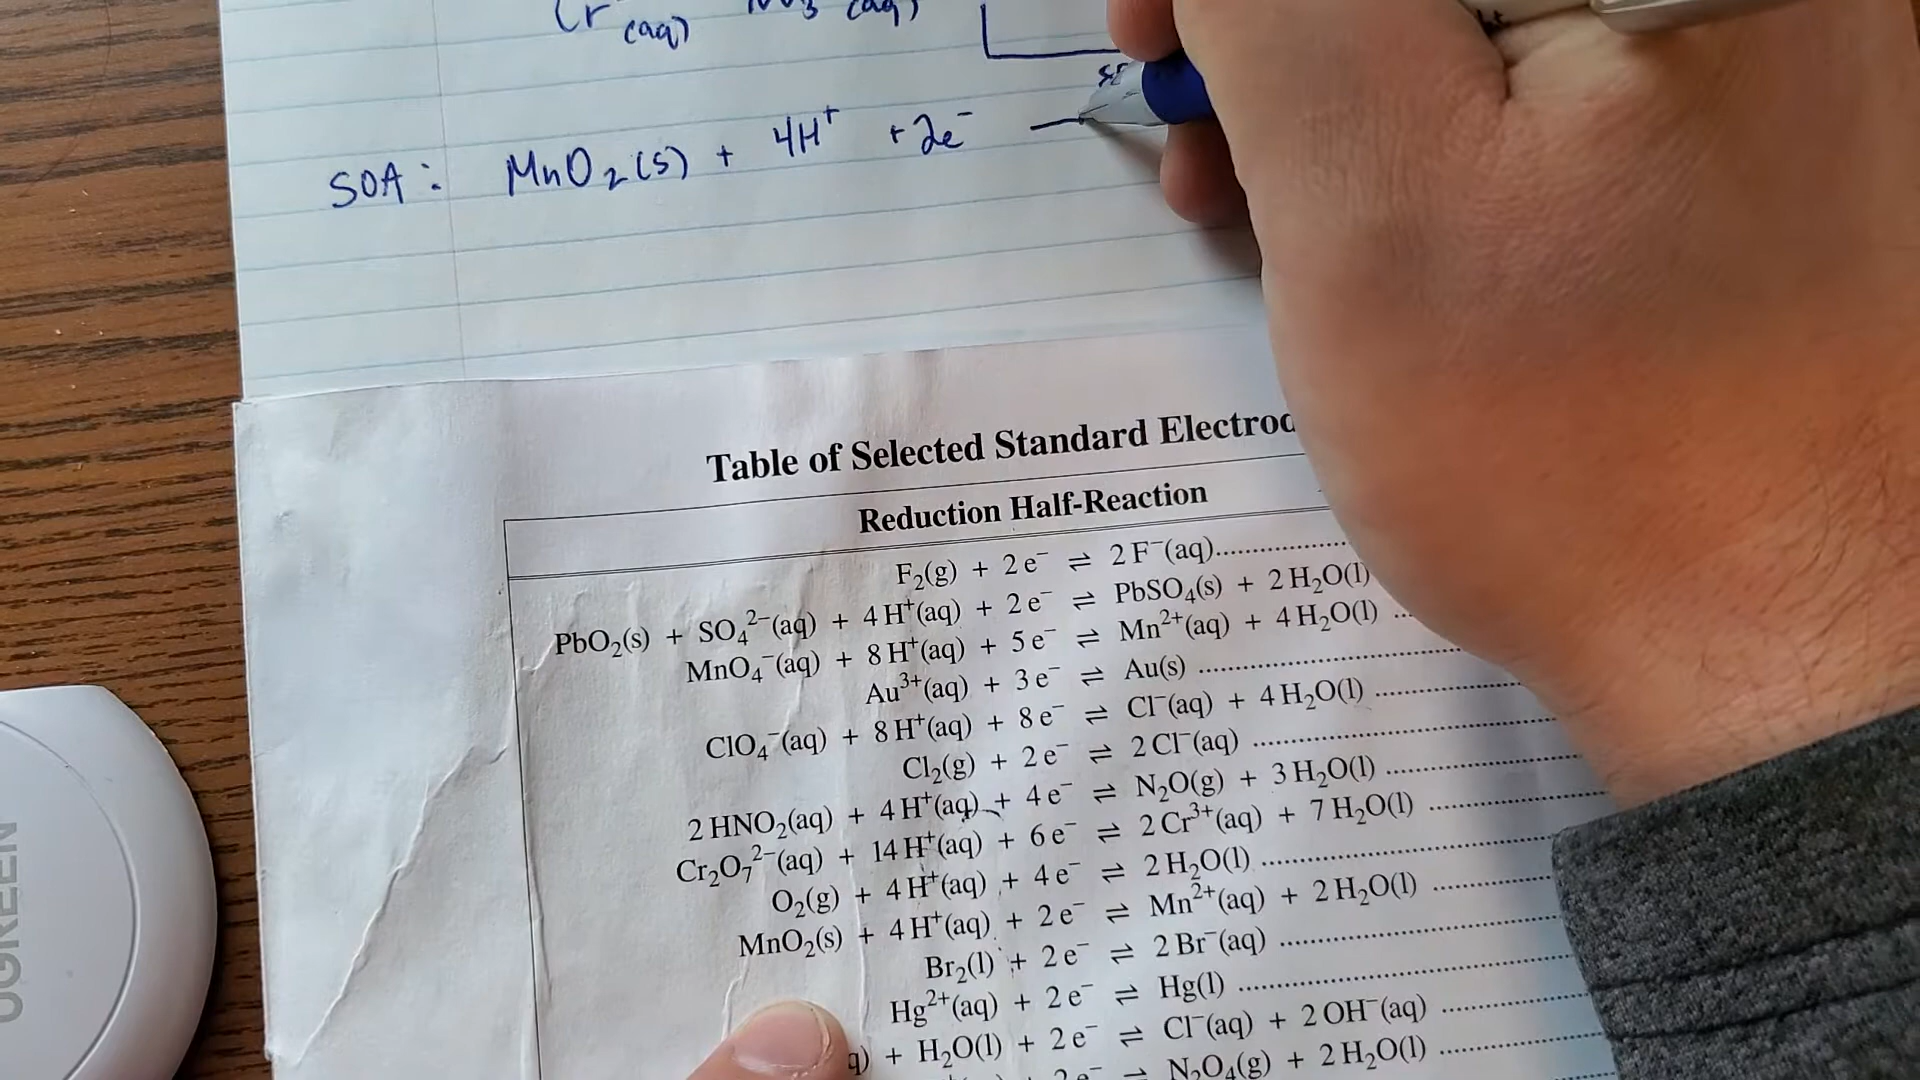 Cr (aq) NO3 (aq)
SOA : MnO₂(s) + 4H⁺ + 2e⁻
Table of Selected Standard
Reduction Half-Reaction
F₂(g) + 2 e⁻ ⇌ 2 F⁻(aq)
PbO₂(s) + SO₄²⁻(aq) + 4 H⁺(aq) + 2 e⁻ ⇌ PbSO₄(s) + 2 H₂O(l)
MnO₄⁻(aq) + 8 H⁺(aq) + 5 e⁻ ⇌ Mn²⁺(aq) + 4 H₂O(l)
Au³⁺(aq) + 3 e⁻ ⇌ Au(s)
ClO₄⁻(aq) + 8 H⁺(aq) + 8 e⁻ ⇌ Cl⁻(aq) + 4 H₂O(l)
Cl₂(g) + 2 e⁻ ⇌ 2 Cl⁻(aq)
2 HNO₂(aq) + 4 H⁺(aq) + 4 e⁻ ⇌ N₂O(g) + 3 H₂O(l)
Cr₂O₇²⁻(aq) + 14 H⁺(aq) + 6 e⁻ ⇌ 2 Cr³⁺(aq) + 7 H₂O(l)
O₂(g) + 4 H⁺(aq) + 4 e⁻ ⇌ 2 H₂O(l)
MnO₂(s) + 4 H⁺(aq) + 2 e⁻ ⇌ Mn²⁺(aq) + 2 H₂O(l)
Br₂(l) + 2 e⁻ ⇌ 2 Br⁻(aq)
Hg²⁺(aq) + 2 e⁻ ⇌ Hg(l)
q) + H₂O(l) + 2 e⁻ ⇌ Cl⁻(aq) + 2 OH⁻(aq)
N₂O₄(g) + 2 H₂O(l)
UGREEN